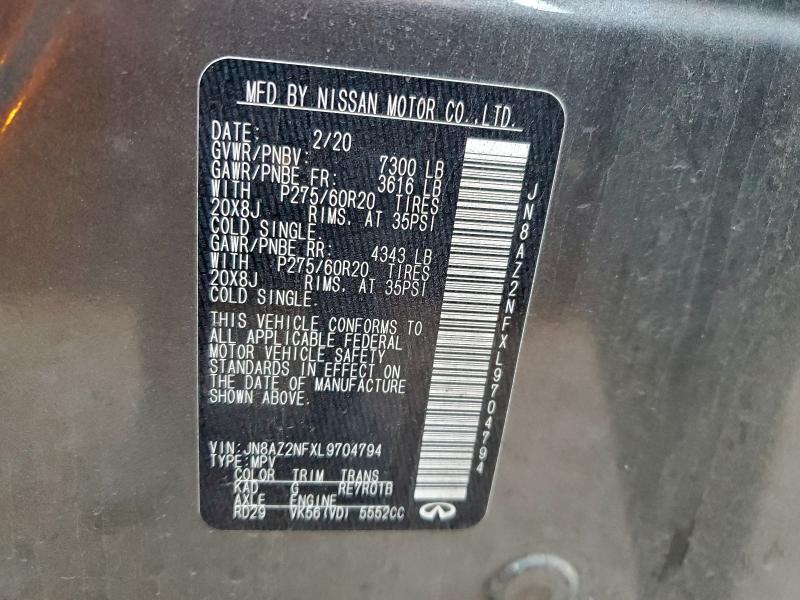 MFD BY NISSAN MOTOR CO.,LTD.
DATE: 2/20
GVWR/PNBV: 7300 LB
GAWR/PNBE FR: 3616 LB
WITH P275/60R20 TIRES
20X8J RIMS. AT 35PSI
COLD SINGLE.
GAWR/PNBE RR: 4343 LB
WITH P275/60R20 TIRES
20X8J RIMS. AT 35PSI
COLD SINGLE.
THIS VEHICLE CONFORMS TO
ALL APPLICABLE FEDERAL
MOTOR VEHICLE SAFETY
STANDARDS IN EFFECT ON
THE DATE OF MANUFACTURE
SHOWN ABOVE.
VIN: JN8AZ2NFXL9704794
TYPE: MPV
COLOR TRIM TRANS
KAD G RE7R01B
AXLE ENGINE
RD29 VK56(VD) 5552CC
JN8AZ2NFXL9704794